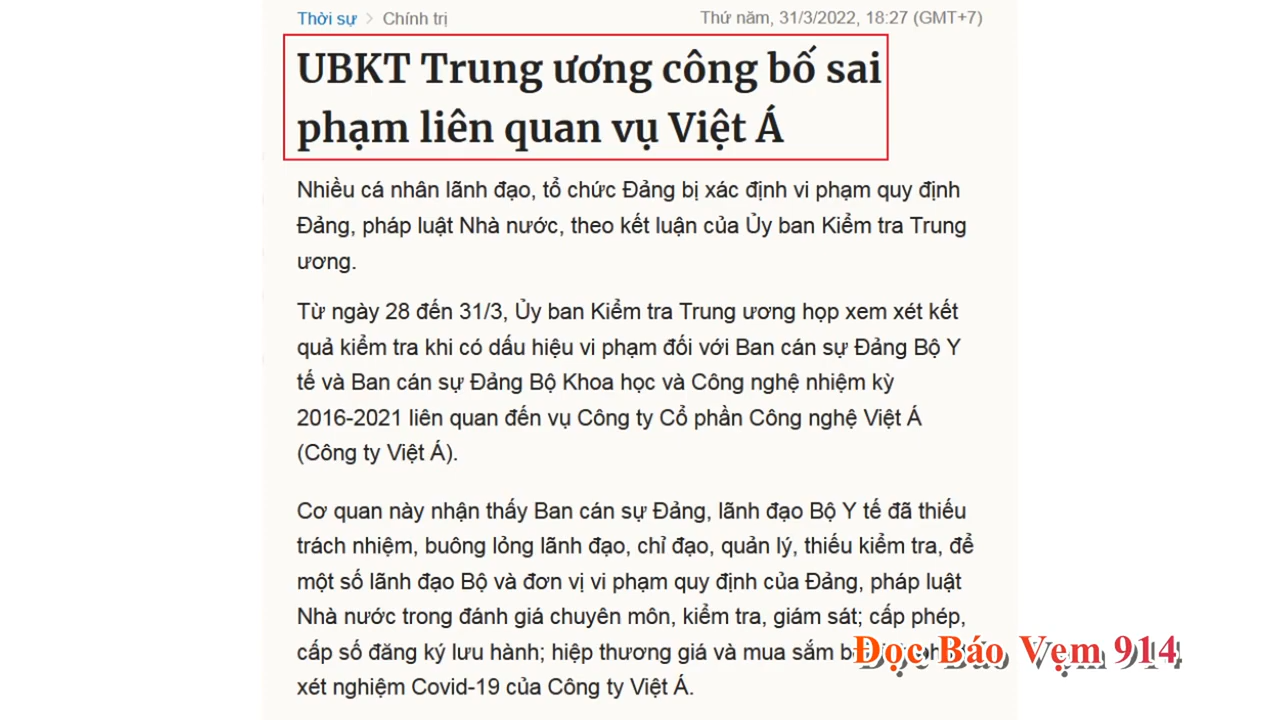 Thời sự > Chính trị
Thứ năm, 31/3/2022, 18:27 (GMT+7)
UBKT Trung ương công bố sai
phạm liên quan vụ Việt Á
Nhiều cá nhân lãnh đạo, tổ chức Đảng bị xác định vi phạm quy định
Đảng, pháp luật Nhà nước, theo kết luận của Ủy ban Kiểm tra Trung
ương.
Từ ngày 28 đến 31/3, Ủy ban Kiểm tra Trung ương họp xem xét kết
quả kiểm tra khi có dấu hiệu vi phạm đối với Ban cán sự Đảng Bộ Y
tế và Ban cán sự Đảng Bộ Khoa học và Công nghệ nhiệm kỳ
2016-2021 liên quan đến vụ Công ty Cổ phần Công nghệ Việt Á
(Công ty Việt Á).
Cơ quan này nhận thấy Ban cán sự Đảng, lãnh đạo Bộ Y tế đã thiếu
trách nhiệm, buông lỏng lãnh đạo, chỉ đạo, quản lý, thiếu kiểm tra, để
một số lãnh đạo Bộ và đơn vị vi phạm quy định của Đảng, pháp luật
Nhà nước trong đánh giá chuyên môn, kiểm tra, giám sát; cấp phép,
cấp số đăng ký lưu hành; hiệp thương giá và mua sắm
Đọc Báo Vẹm 914
xét nghiệm Covid-19 của Công ty Việt Á.